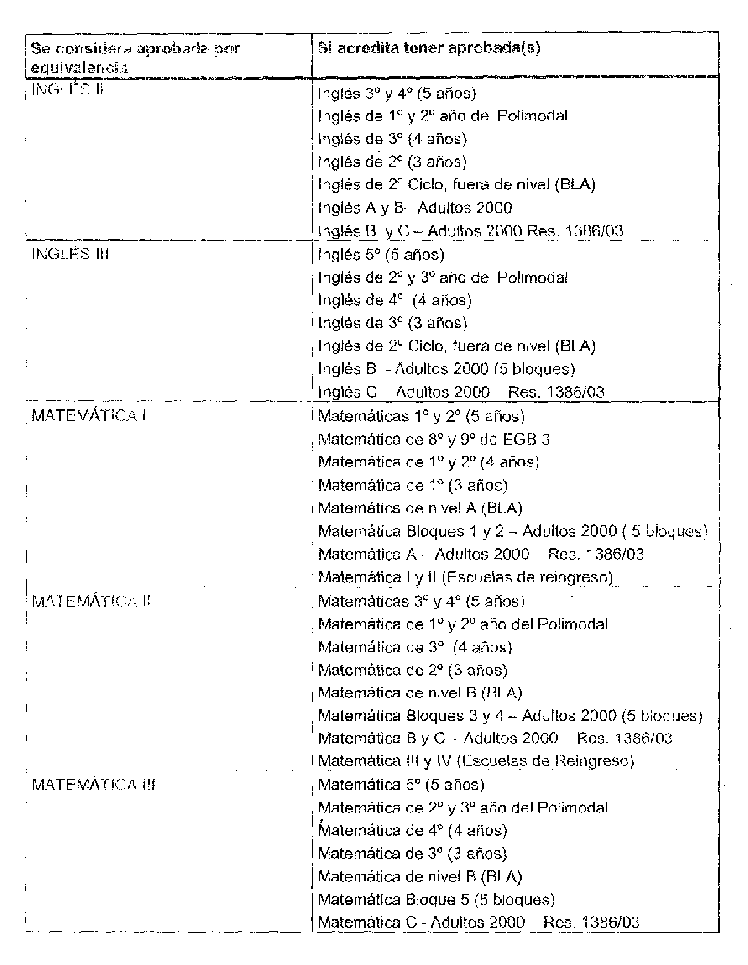 Se considera aprobada por
equivalencia
Si acredita tener aprobada(s)
INGLÉS II
Inglés 3º y 4º (5 años)
Inglés de 1º y 2º año de Polimodal
Inglés de 3º (4 años)
Inglés de 2º (3 años)
Inglés de 2º Ciclo, fuera de nivel (BLA)
Inglés A y B- Adultos 2000
Inglés B y C – Adultos 2000 Res. 1386/03
INGLÉS III
Inglés 5º (5 años)
Inglés de 2º y 3º año de Polimodal
Inglés de 4º (4 años)
Inglés de 3º (3 años)
Inglés de 2º Ciclo, fuera de nivel (BLA)
Inglés B - Adultos 2000 (5 bloques)
Inglés C Adultos 2000 Res. 1386/03
MATEMÁTICA I
Matemáticas 1º y 2º (5 años)
Matemática de 8º y 9º de EGB 3
Matemática de 1º y 2º (4 años)
Matemática de 1º (3 años)
Matemática de nivel A (BLA)
Matemática Bloques 1 y 2 – Adultos 2000 ( 5 bloques)
Matemática A - Adultos 2000 Res. 1386/03
Matemática I y II (Escuelas de reingreso)
MATEMÁTICA II
Matemáticas 3º y 4º (5 años)
Matemática de 1º y 2º año del Polimodal
Matemática de 3º (4 años)
Matemática de 2º (3 años)
Matemática de nivel B (BLA)
Matemática Bloques 3 y 4 – Adultos 2000 (5 bloques)
Matemática B y C - Adultos 2000 Res. 1386/03
Matemática III y IV (Escuelas de Reingreso)
MATEMÁTICA III
Matemática 5º (5 años)
Matemática de 2º y 3º año del Polimodal
Matemática de 4º (4 años)
Matemática de 3º (3 años)
Matemática de nivel B (BLA)
Matemática Bloque 5 (5 bloques)
Matemática C - Adultos 2000 Res. 1386/03